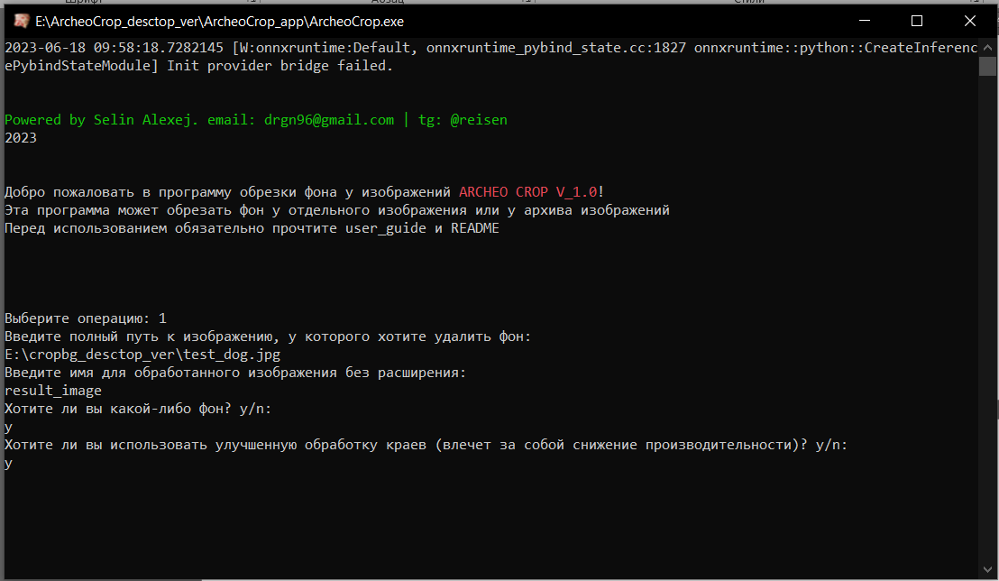 Шрифт
Абзац
Стили
E:\ArcheoCrop_desctop_ver\ArcheoCrop_app\ArcheoCrop.exe
2023-06-18 09:58:18.7282145 [W:onnxruntime:Default, onnxruntime_pybind_state.cc:1827 onnxruntime::python::CreateInferenc
ePybindStateModule] Init provider bridge failed.
Powered by Selin Alexej. email: drgn96@gmail.com | tg: @reisen
2023
Добро пожаловать в программу обрезки фона у изображений ARCHEO CROP V_1.0!
Эта программа может обрезать фон у отдельного изображения или у архива изображений
Перед использованием обязательно прочтите user_guide и README
Выберите операцию: 1
Введите полный путь к изображению, у которого хотите удалить фон:
E:\cropbg_desctop_ver\test_dog.jpg
Введите имя для обработанного изображения без расширения:
result_image
Хотите ли вы какой-либо фон? y/n:
y
Хотите ли вы использовать улучшенную обработку краев (влечет за собой снижение производительности)? y/n:
y